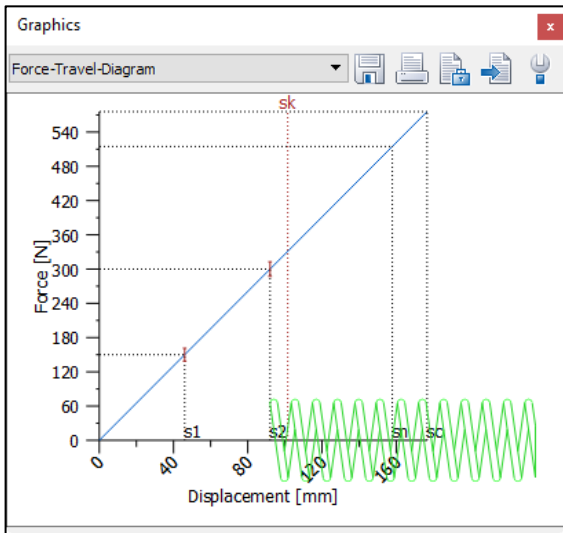 Graphics
x
Force-Travel-Diagram
sk
540
480
420
360
300
240
180
120
60
0
Force [N]
s1
s2
sn
sc
0
40
80
120
160
Displacement [mm]